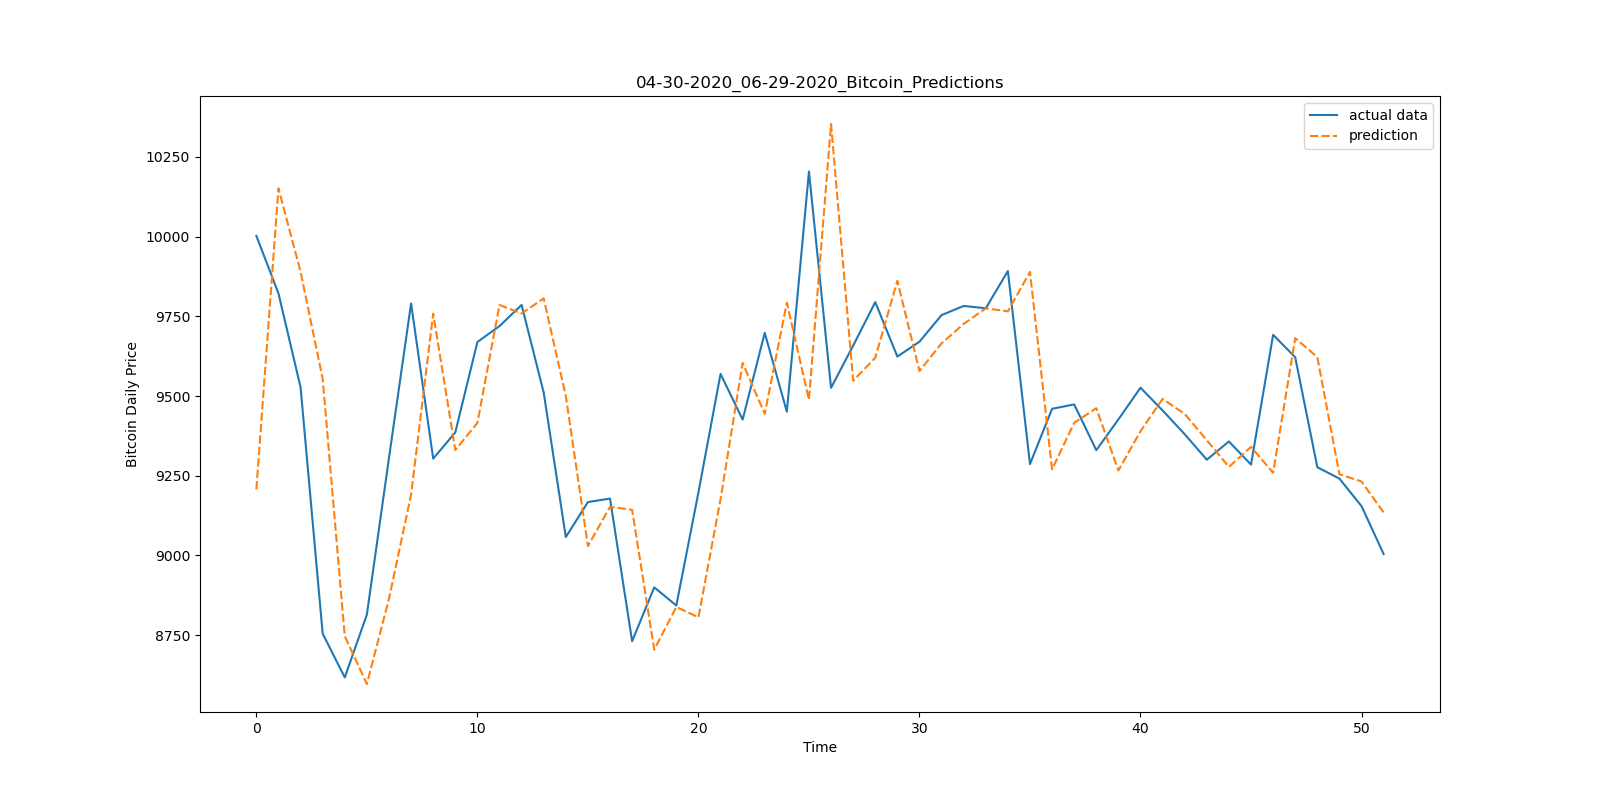 04-30-2020_06-29-2020_Bitcoin_Predictions
actual data
prediction
10250
10000
9750
9500
9250
9000
8750
Bitcoin Daily Price
0 10 20 30 40 50
Time